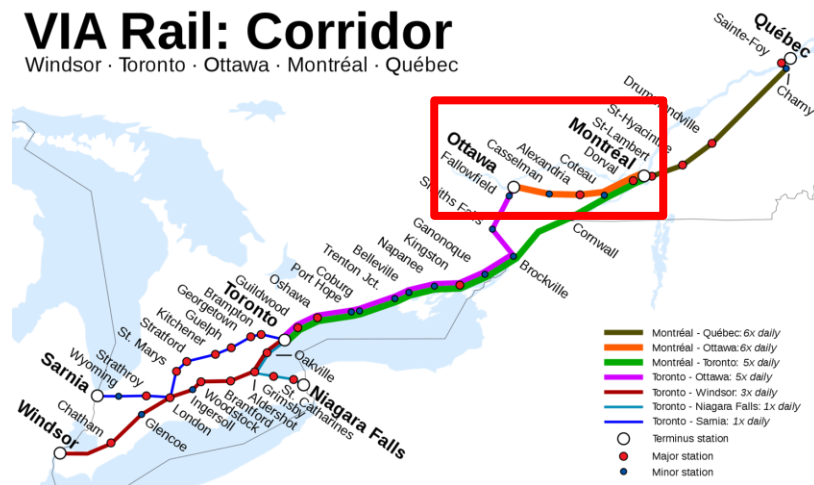 VIA Rail: Corridor
Windsor · Toronto · Ottawa · Montréal · Québec
Québec
Sainte-Foy
Charny
Drummondville
St-Hyacinthe
St-Lambert
Montréal
Dorval
Coteau
Alexandria
Casselman
Ottawa
Fallowfield
Smiths Falls
Cornwall
Brockville
Ganonoque
Kingston
Napanee
Belleville
Trenton Jct.
Coburg
Port Hope
Oshawa
Guildwood
Toronto
Brampton
Georgetown
Guelph
Kitchener
Stratford
St. Marys
Strathroy
Wyoming
Sarnia
Oakville
Niagara Falls
St. Catharines
Grimsby
Aldershot
Brantford
Woodstock
Ingersoll
London
Glencoe
Chatham
Windsor
Montréal - Québec: 6x daily
Montréal - Ottawa: 6x daily
Montréal - Toronto: 5x daily
Toronto - Ottawa: 5x daily
Toronto - Windsor: 3x daily
Toronto - Niagara Falls: 1x daily
Toronto - Sarnia: 1x daily
Terminus station
Major station
Minor station